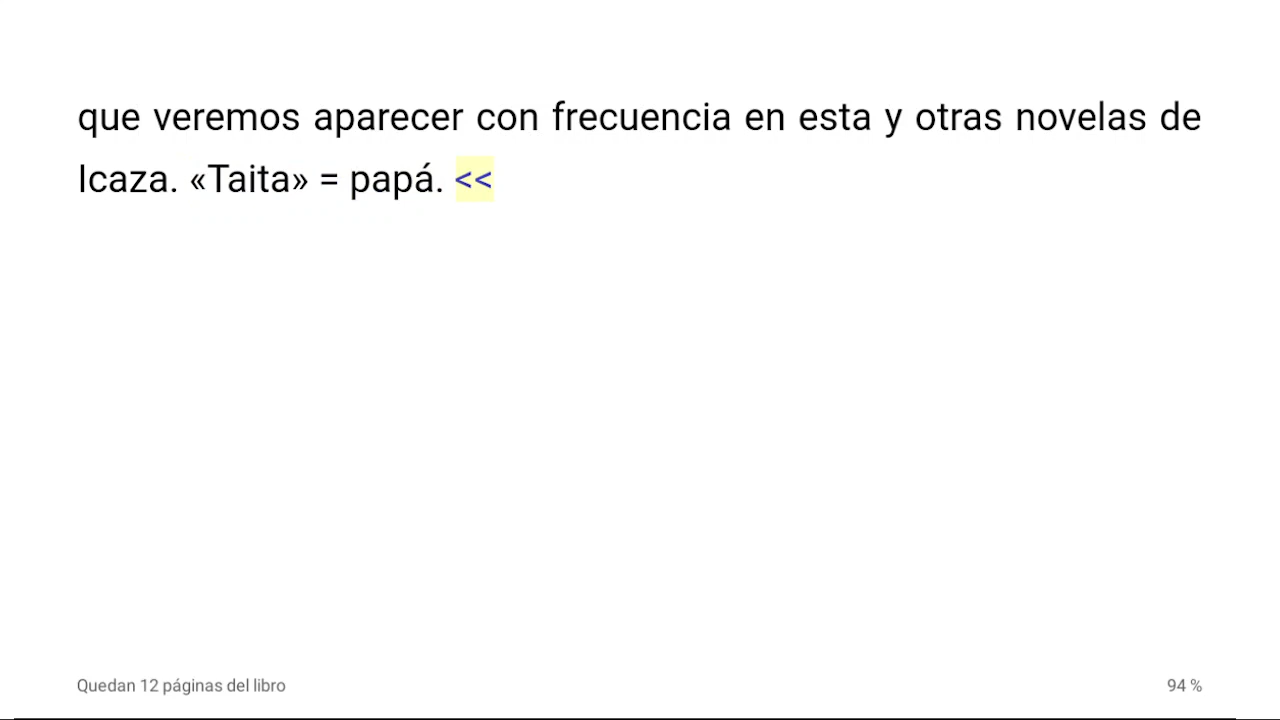 que veremos aparecer con frecuencia en esta y otras novelas de
Icaza. «Taita» = papá. <<
Quedan 12 páginas del libro
94 %